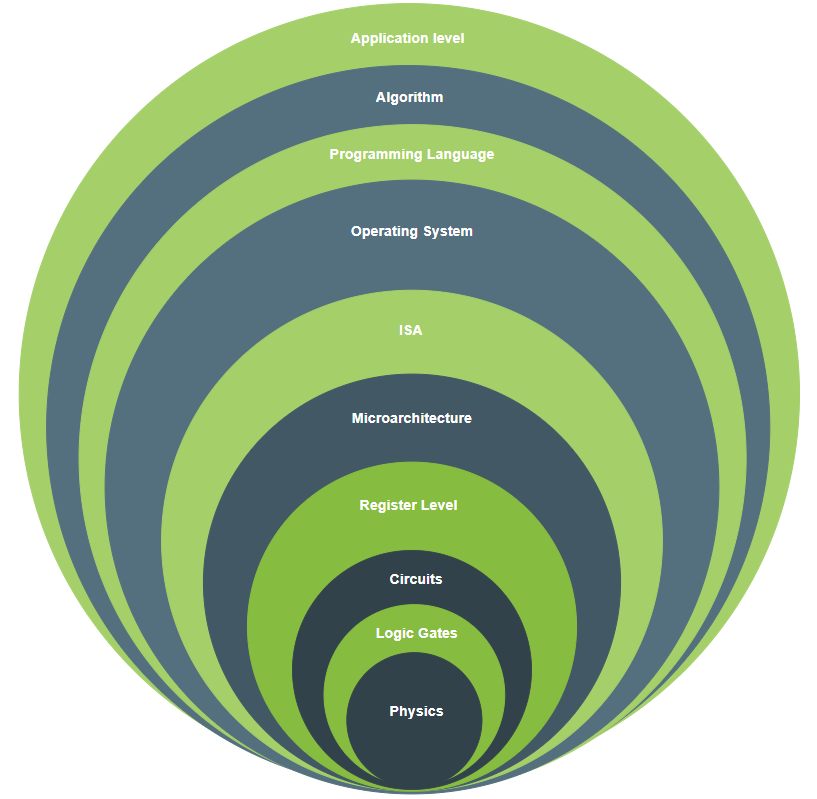 Application level
Algorithm
Programming Language
Operating System
ISA
Microarchitecture
Register Level
Circuits
Logic Gates
Physics